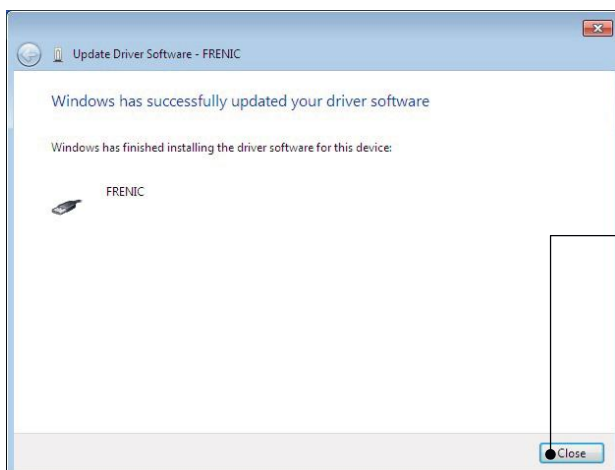 Update Driver Software - FRENIC
Windows has successfully updated your driver software
Windows has finished installing the driver software for this device:
FRENIC
Close